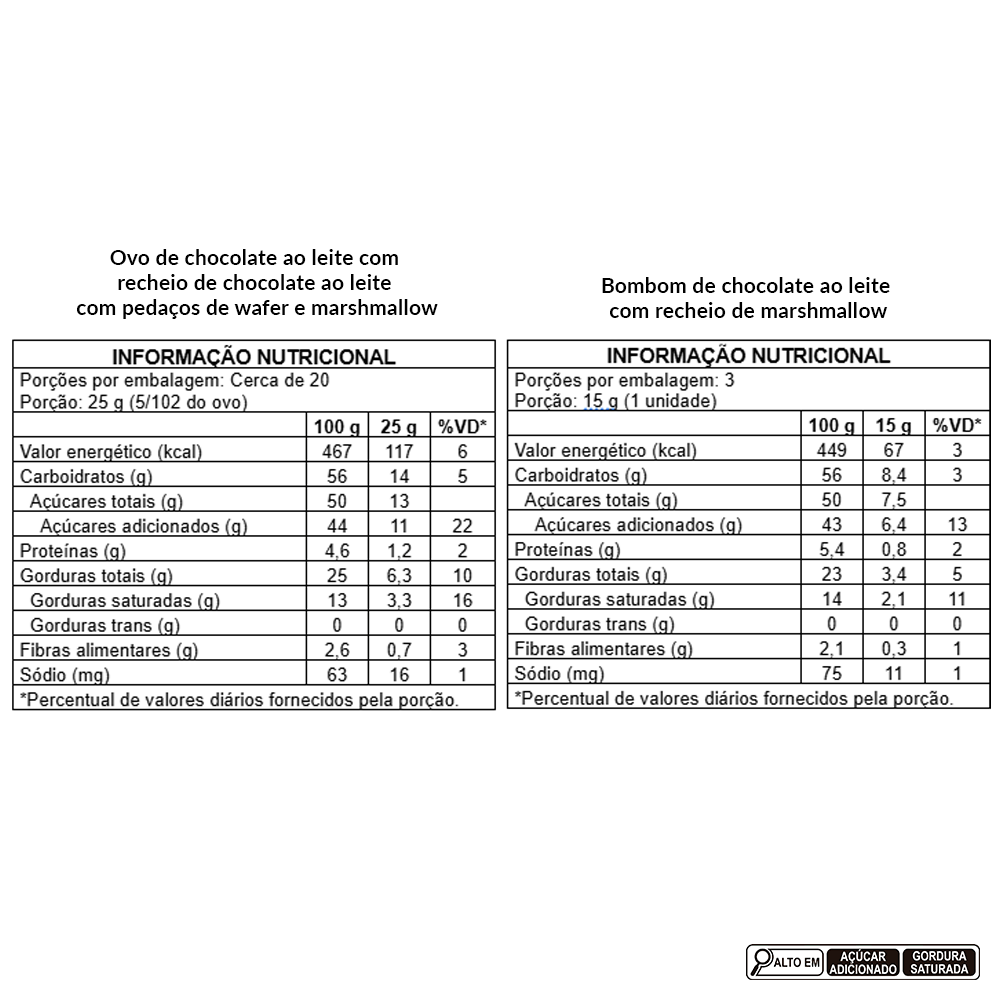 Ovo de chocolate ao leite com
recheio de chocolate ao leite
com pedaços de wafer e marshmallow
INFORMAÇÃO NUTRICIONAL
Porções por embalagem: Cerca de 20
Porção: 25 g (5/102 do ovo)
100 g 25 g %VD*
Valor energético (kcal) 467 117 6
Carboidratos (g) 56 14 5
Açúcares totais (g) 50 13
Açúcares adicionados (g) 44 11 22
Proteínas (g) 4,6 1,2 2
Gorduras totais (g) 25 6,3 10
Gorduras saturadas (g) 13 3,3 16
Gorduras trans (g) 0 0 0
Fibras alimentares (g) 2,6 0,7 3
Sódio (mg) 63 16 1
*Percentual de valores diários fornecidos pela porção.
Bombom de chocolate ao leite
com recheio de marshmallow
INFORMAÇÃO NUTRICIONAL
Porções por embalagem: 3
Porção: 15 g (1 unidade)
100 g 15 g %VD*
Valor energético (kcal) 449 67 3
Carboidratos (g) 56 8,4 3
Açúcares totais (g) 50 7,5
Açúcares adicionados (g) 43 6,4 13
Proteínas (g) 5,4 0,8 2
Gorduras totais (g) 23 3,4 5
Gorduras saturadas (g) 14 2,1 11
Gorduras trans (g) 0 0 0
Fibras alimentares (g) 2,1 0,3 1
Sódio (mg) 75 11 1
*Percentual de valores diários fornecidos pela porção.
ALTO EM
AÇÚCAR
ADICIONADO
GORDURA
SATURADA